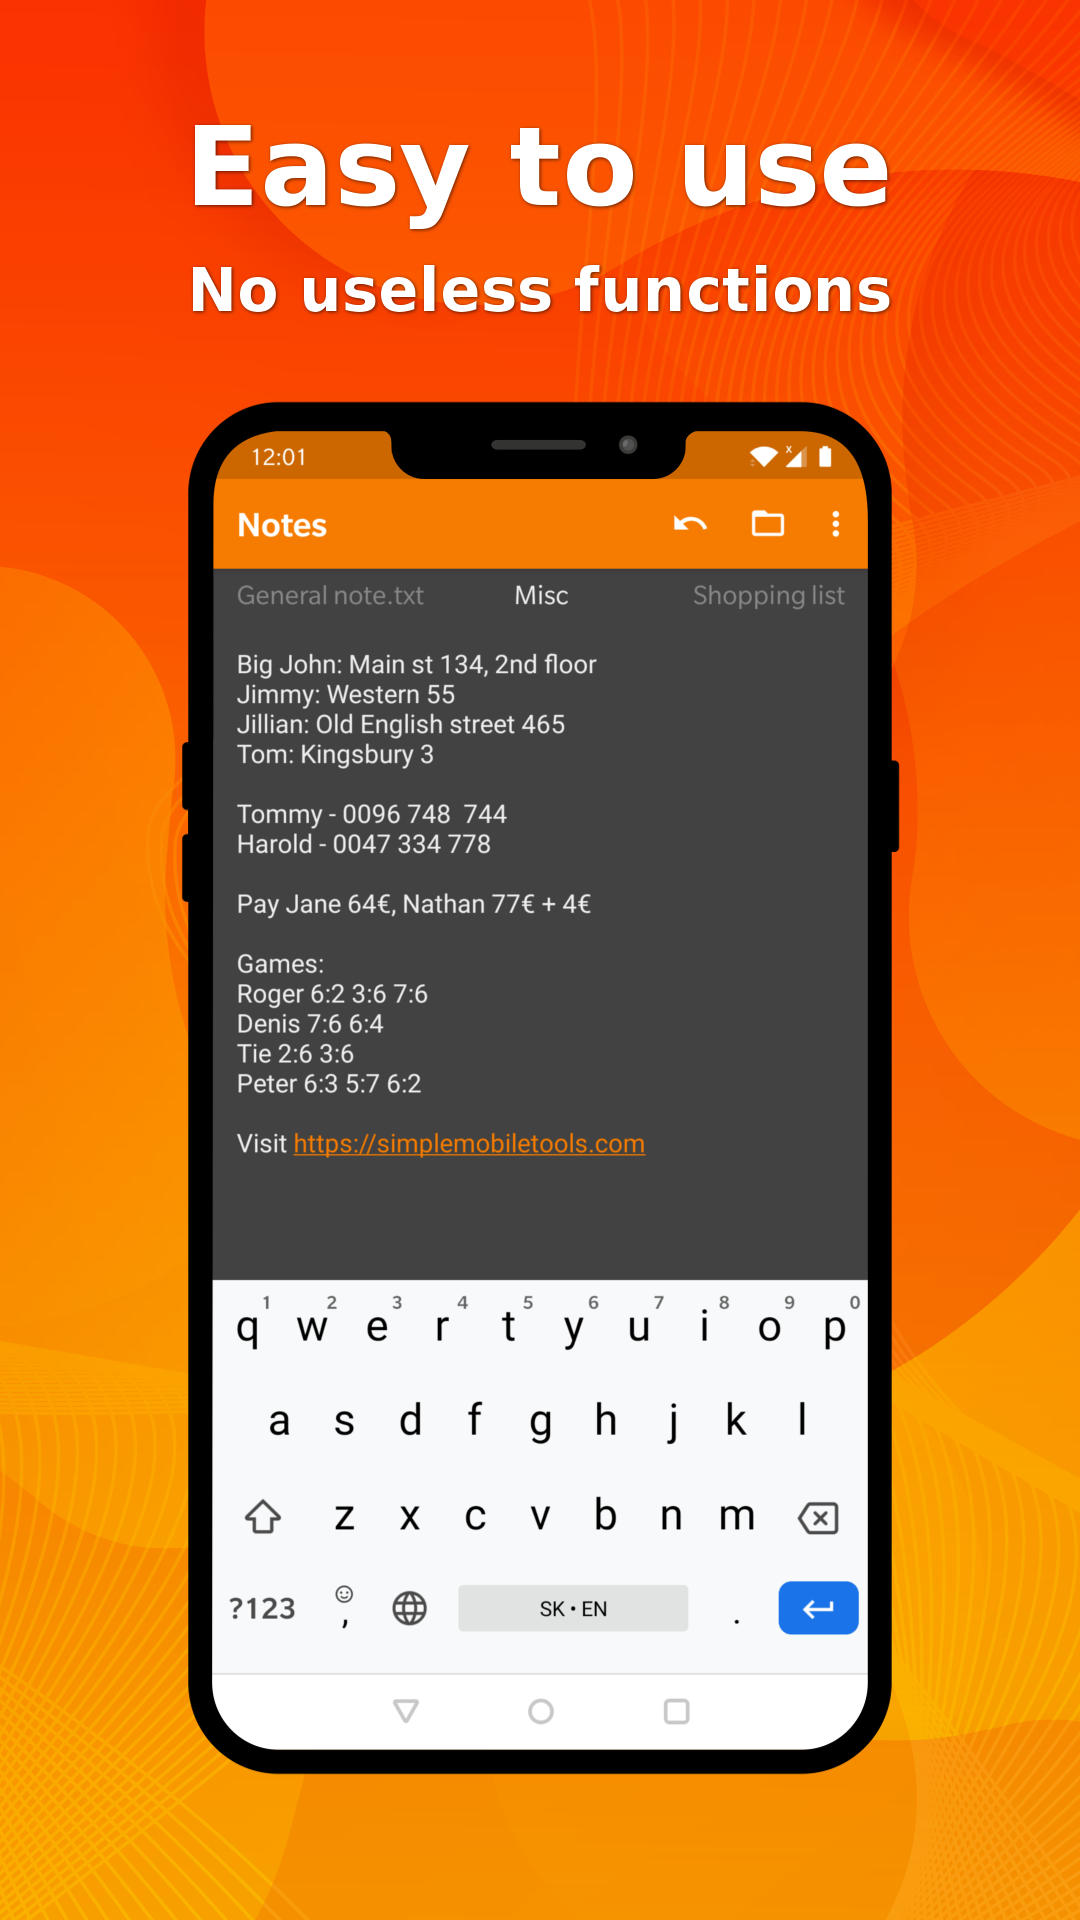 Easy to use
No useless functions
12:01
Notes
General note.txt Misc Shopping list
Big John: Main st 134, 2nd floor
Jimmy: Western 55
Jillian: Old English street 465
Tom: Kingsbury 3
Tommy - 0096 748  744
Harold - 0047 334 778
Pay Jane 64€, Nathan 77€ + 4€
Games:
Roger 6:2 3:6 7:6
Denis 7:6 6:4
Tie 2:6 3:6
Peter 6:3 5:7 6:2
Visit https://simplemobiletools.com
1 2 3 4 5 6 7 8 9 0
q w e r t y u i o p
a s d f g h j k l
z x c v b n m
?123 , SK • EN .